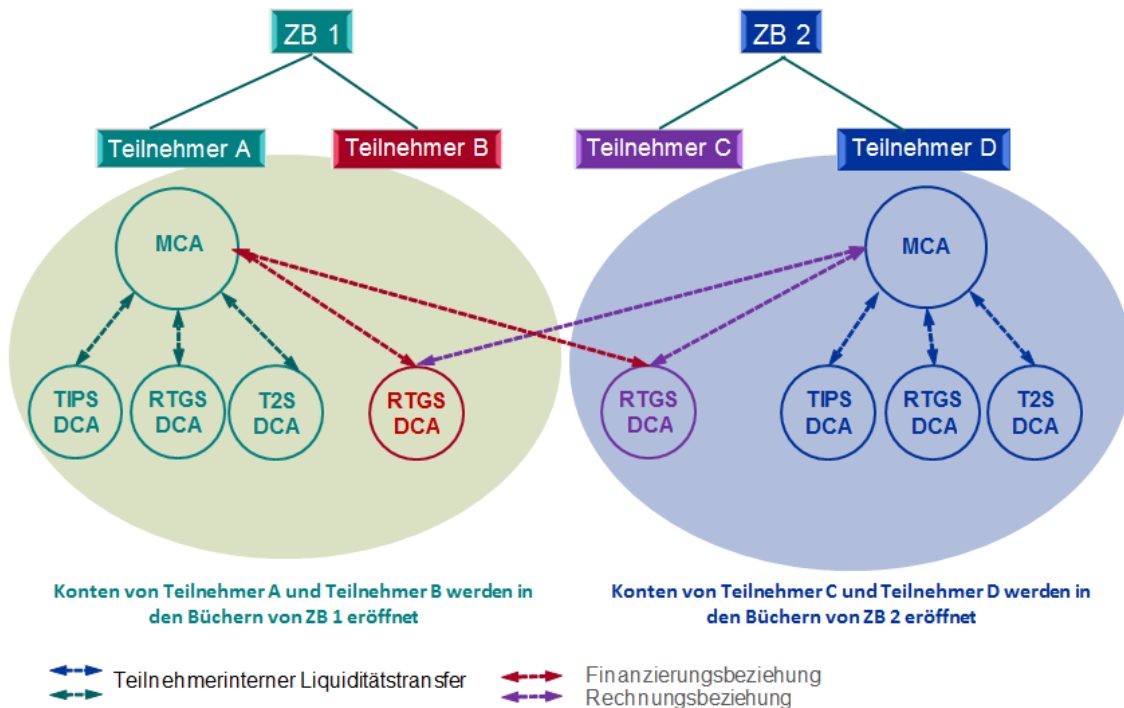 ZB 1
ZB 2
Teilnehmer A
Teilnehmer B
Teilnehmer C
Teilnehmer D
MCA
MCA
TIPS
DCA
RTGS
DCA
T2S
DCA
RTGS
DCA
RTGS
DCA
TIPS
DCA
RTGS
DCA
T2S
DCA
Konten von Teilnehmer A und Teilnehmer B werden in
den Büchern von ZB 1 eröffnet
Konten von Teilnehmer C und Teilnehmer D werden in
den Büchern von ZB 2 eröffnet
Teilnehmerinterner Liquiditätstransfer
Finanzierungsbeziehung
Rechnungsbeziehung